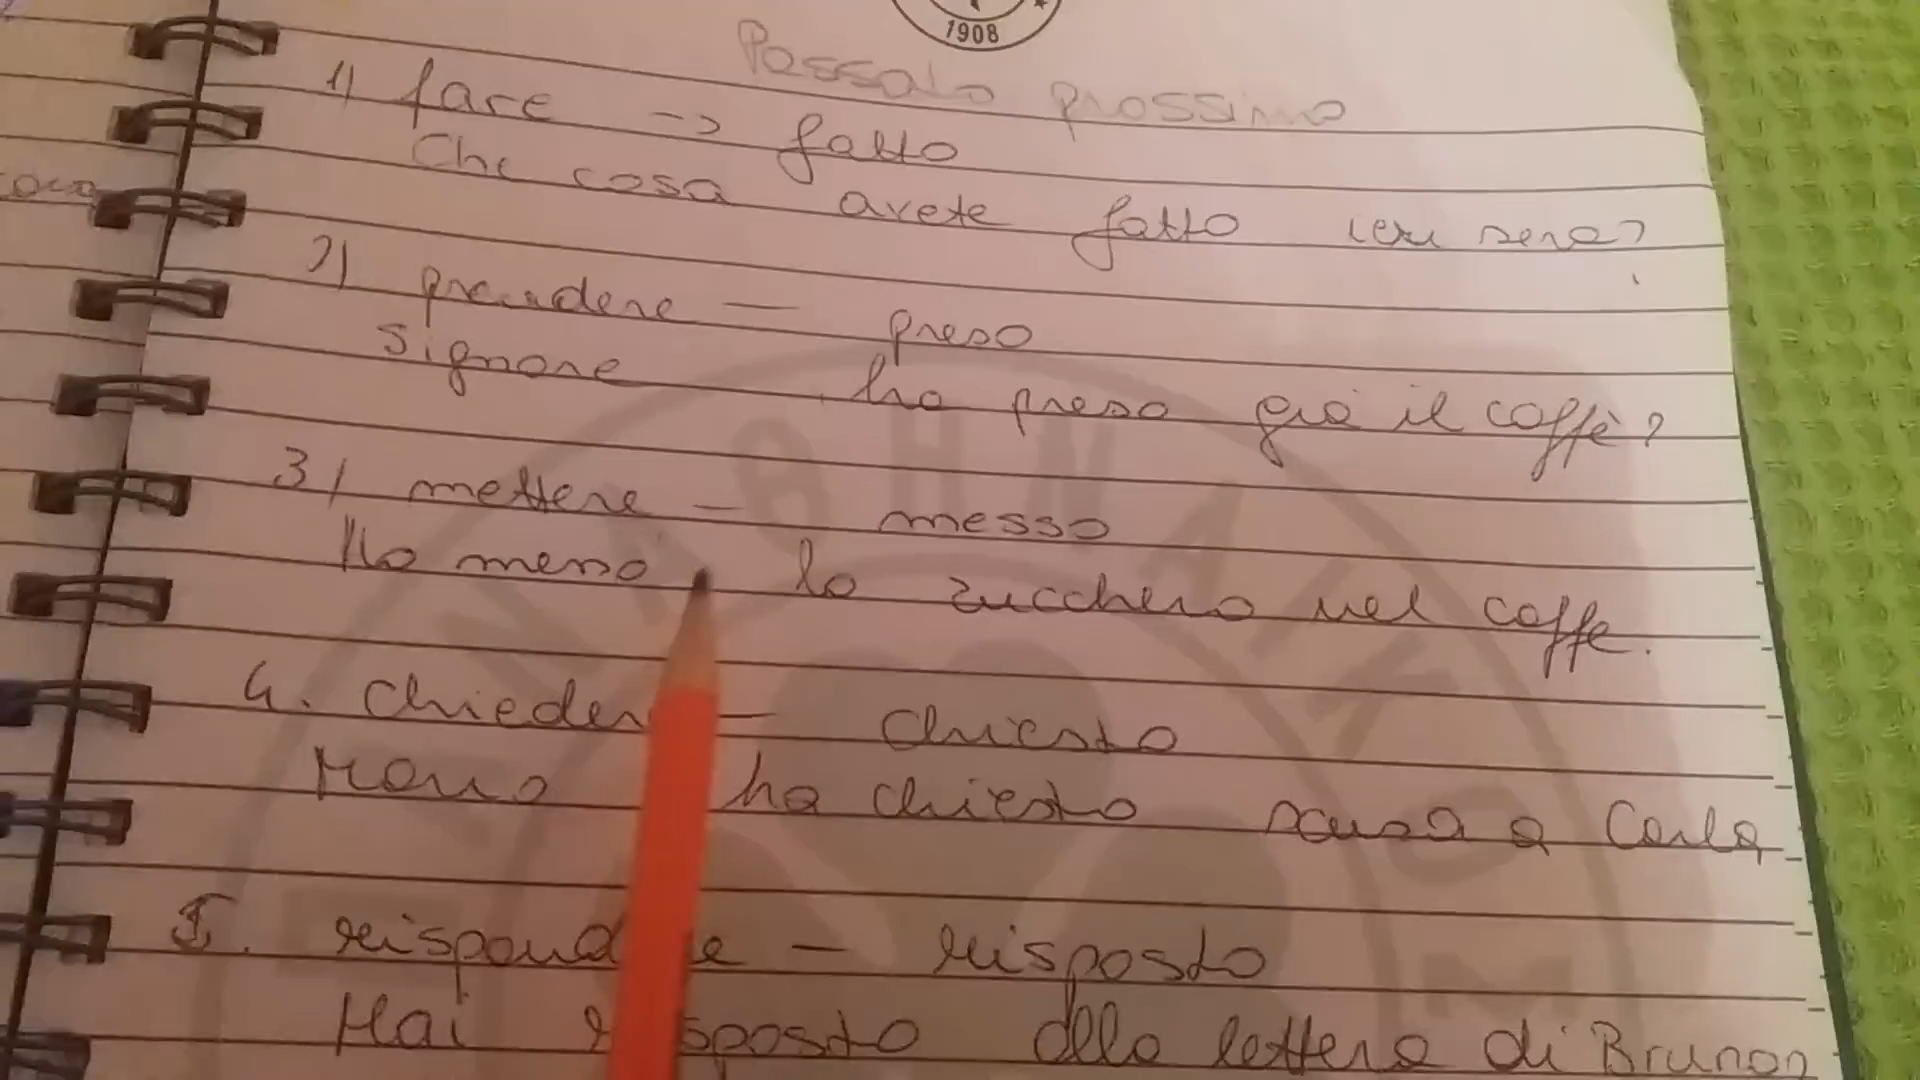 1908
Passato prossimo
1) fare -> fatto
Che cosa avete fatto ieri sera?
2) prendere — preso
Signore ha preso già il caffè?
3) mettere — messo
Ho messo lo zucchero nel caffe.
4. Chiedere — chiesto
Mario ha chiesto scusa a Carla
5. rispondere — risposto
Hai risposto alla lettera di Bruno?